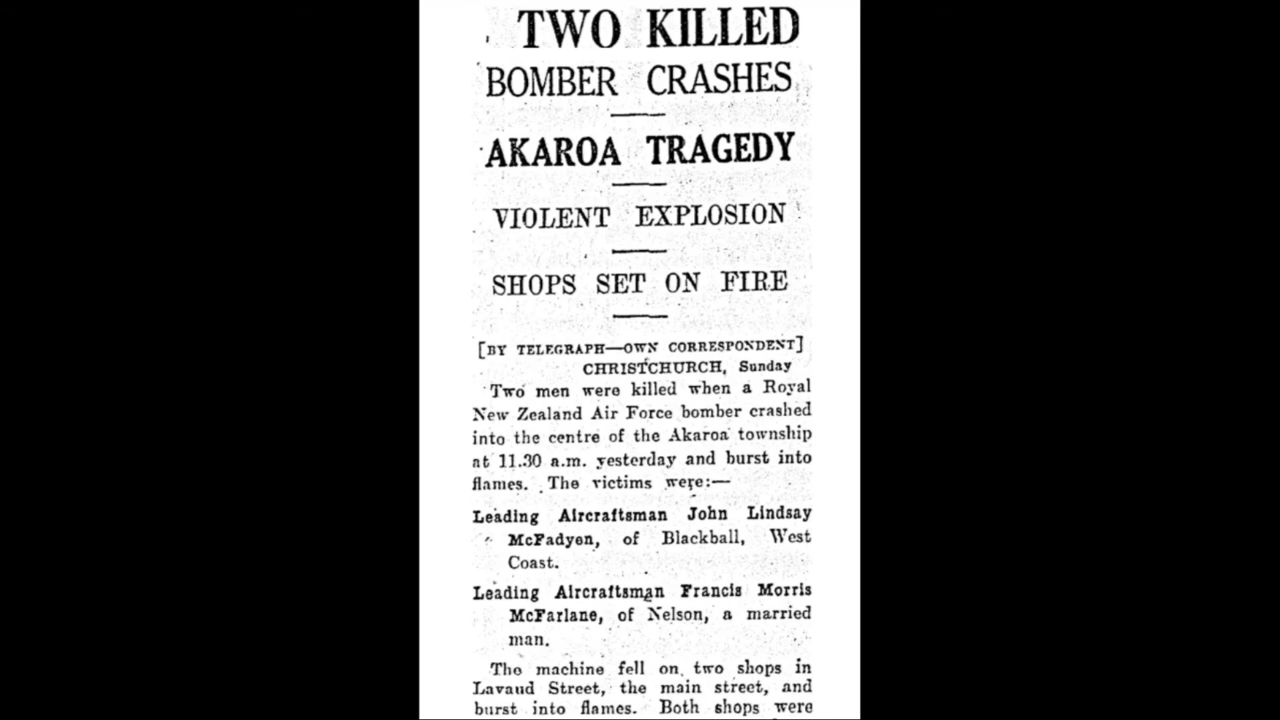 TWO KILLED
BOMBER CRASHES
AKAROA TRAGEDY
VIOLENT EXPLOSION
SHOPS SET ON FIRE
[BY TELEGRAPH—OWN CORRESPONDENT]
CHRISTCHURCH, Sunday
Two men were killed when a Royal
New Zealand Air Force bomber crashed
into the centre of the Akaroa township
at 11.30 a.m. yesterday and burst into
flames. The victims were:—
Leading Aircraftsman John Lindsay
McFadyen, of Blackball, West
Coast.
Leading Aircraftsman Francis Morris
McFarlane, of Nelson, a married
man.
The machine fell on two shops in
Lavaud Street, the main street, and
burst into flames. Both shops were